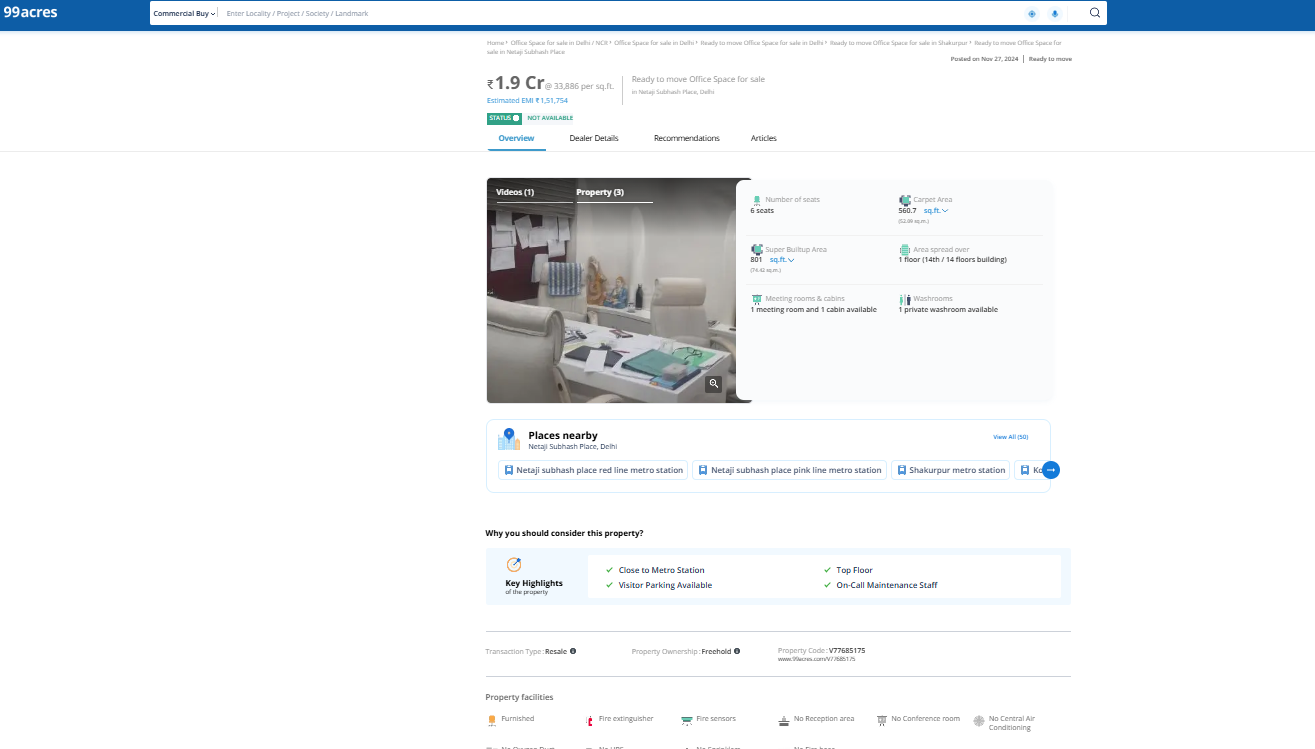 99acres
Commercial Buy
Enter Locality / Project / Society / Landmark
Home
Office Space for sale in Delhi / NCR
Office Space for sale in Delhi
Ready to move Office Space for sale in Delhi
Ready to move Office Space for sale in Shakurpur
Ready to move Office Space for
sale in Netaji Subhash Place
Posted on Nov 27, 2024 | Ready to move
₹1.9 Cr @ 33,886 per sq.ft.
Estimated EMI ₹ 1,51,754
Ready to move Office Space for sale
in Netaji Subhash Place, Delhi
STATUS NOT AVAILABLE
Overview
Dealer Details
Recommendations
Articles
Videos (1)
Property (3)
Number of seats
6 seats
Carpet Area
560.7 sq.ft.
Super Builtup Area
801 sq.ft.
(74.42 sq.m.)
Area spread over
1 floor (14th / 14 floors building)
Meeting rooms & cabins
1 meeting room and 1 cabin available
Washrooms
1 private washroom available
Places nearby
Netaji Subhash Place, Delhi
View All (50)
Netaji subhash place red line metro station
Netaji subhash place pink line metro station
Shakurpur metro station
Ko
Why you should consider this property?
Key Highlights
of the property
Close to Metro Station
Top Floor
Visitor Parking Available
On-Call Maintenance Staff
Transaction Type : Resale
Property Ownership : Freehold
Property Code : V77685175
www.99acres.com/V77685175
Property facilities
Furnished
Fire extinguisher
Fire sensors
No Reception area
No Conference room
No Central Air
Conditioning